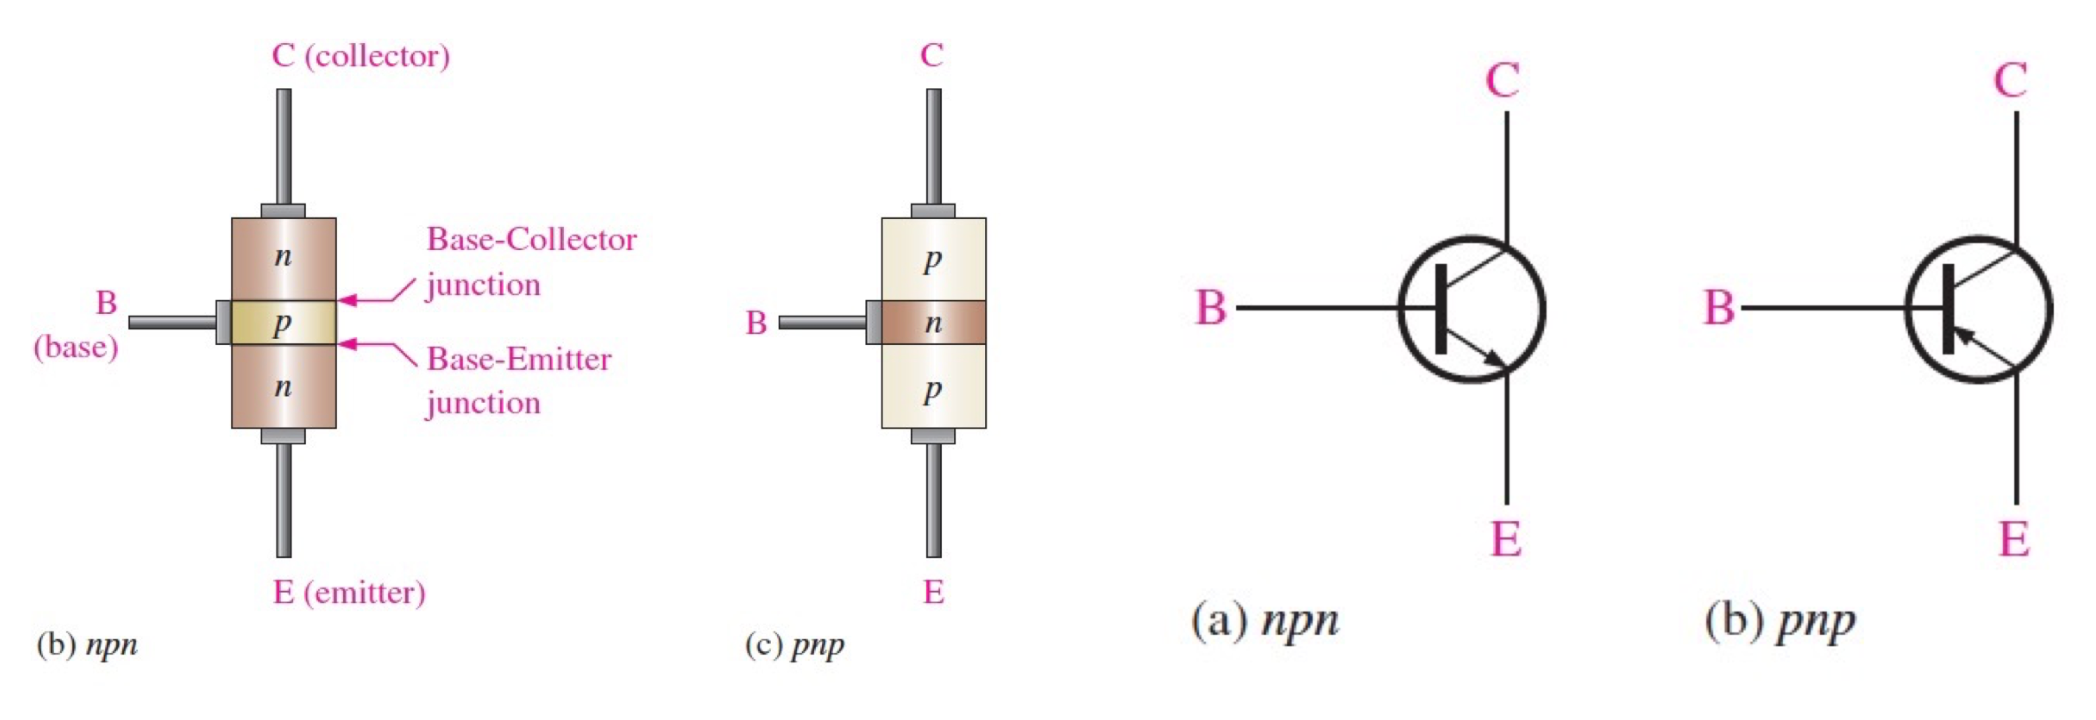 C (collector)
n
Base-Collector
junction
B
(base)
p
Base-Emitter
junction
n
E (emitter)
(b) npn
C
p
B
n
p
E
(c) pnp
C
B
E
(a) npn
C
B
E
(b) pnp